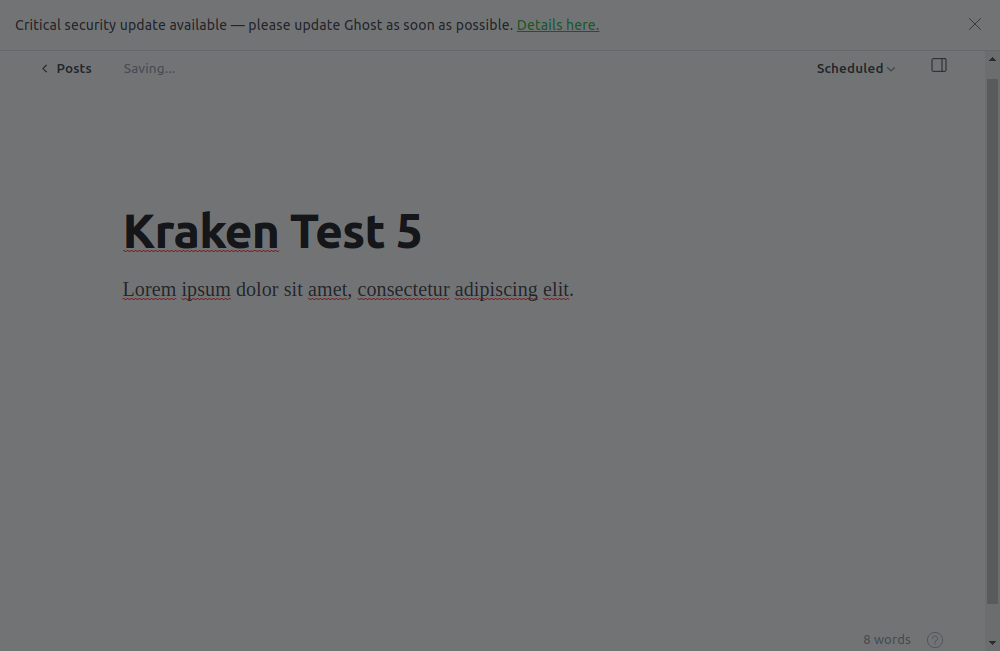 Critical security update available — please update Ghost as soon as possible. Details here.
Posts Saving... Scheduled
Kraken Test 5
Lorem ipsum dolor sit amet, consectetur adipiscing elit.
8 words ?